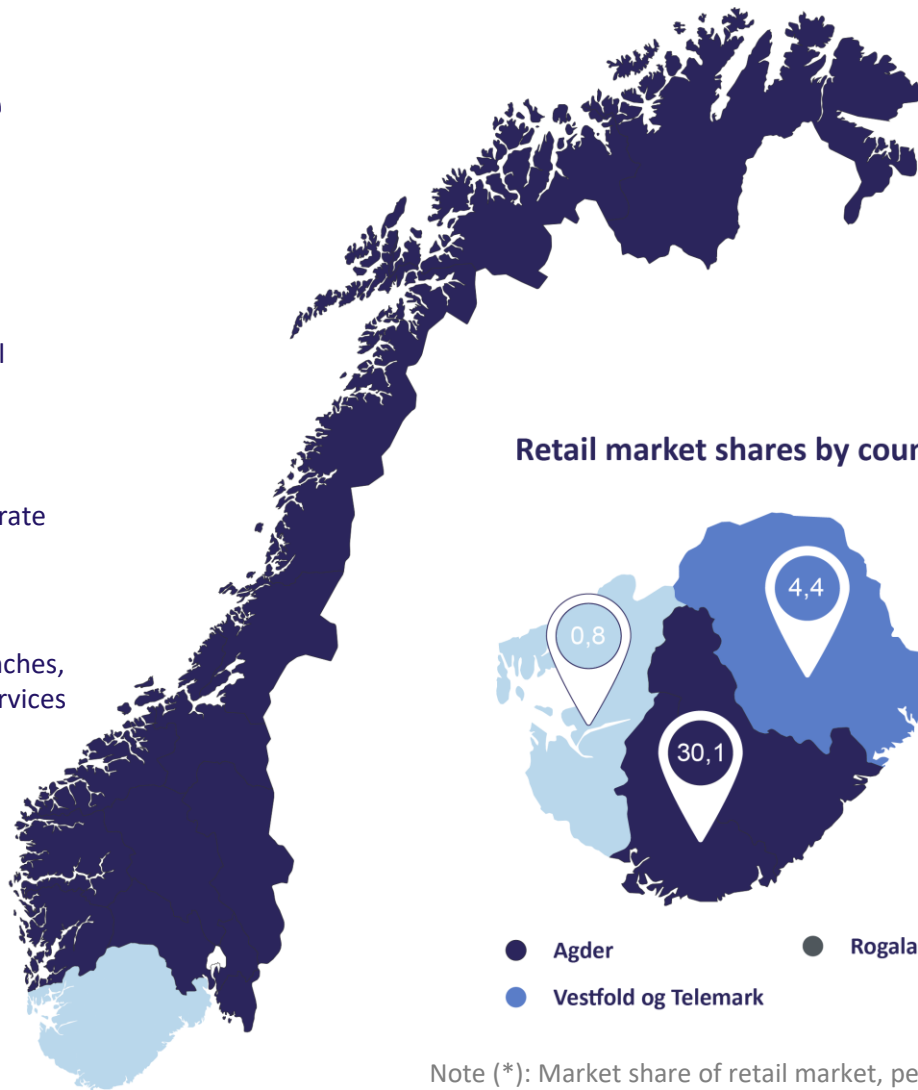 l
rate
nches,
rvices
Retail market shares by coun
0,8
4,4
30,1
Agder
Rogala
Vestfold og Telemark
Note (*): Market share of retail market, pe